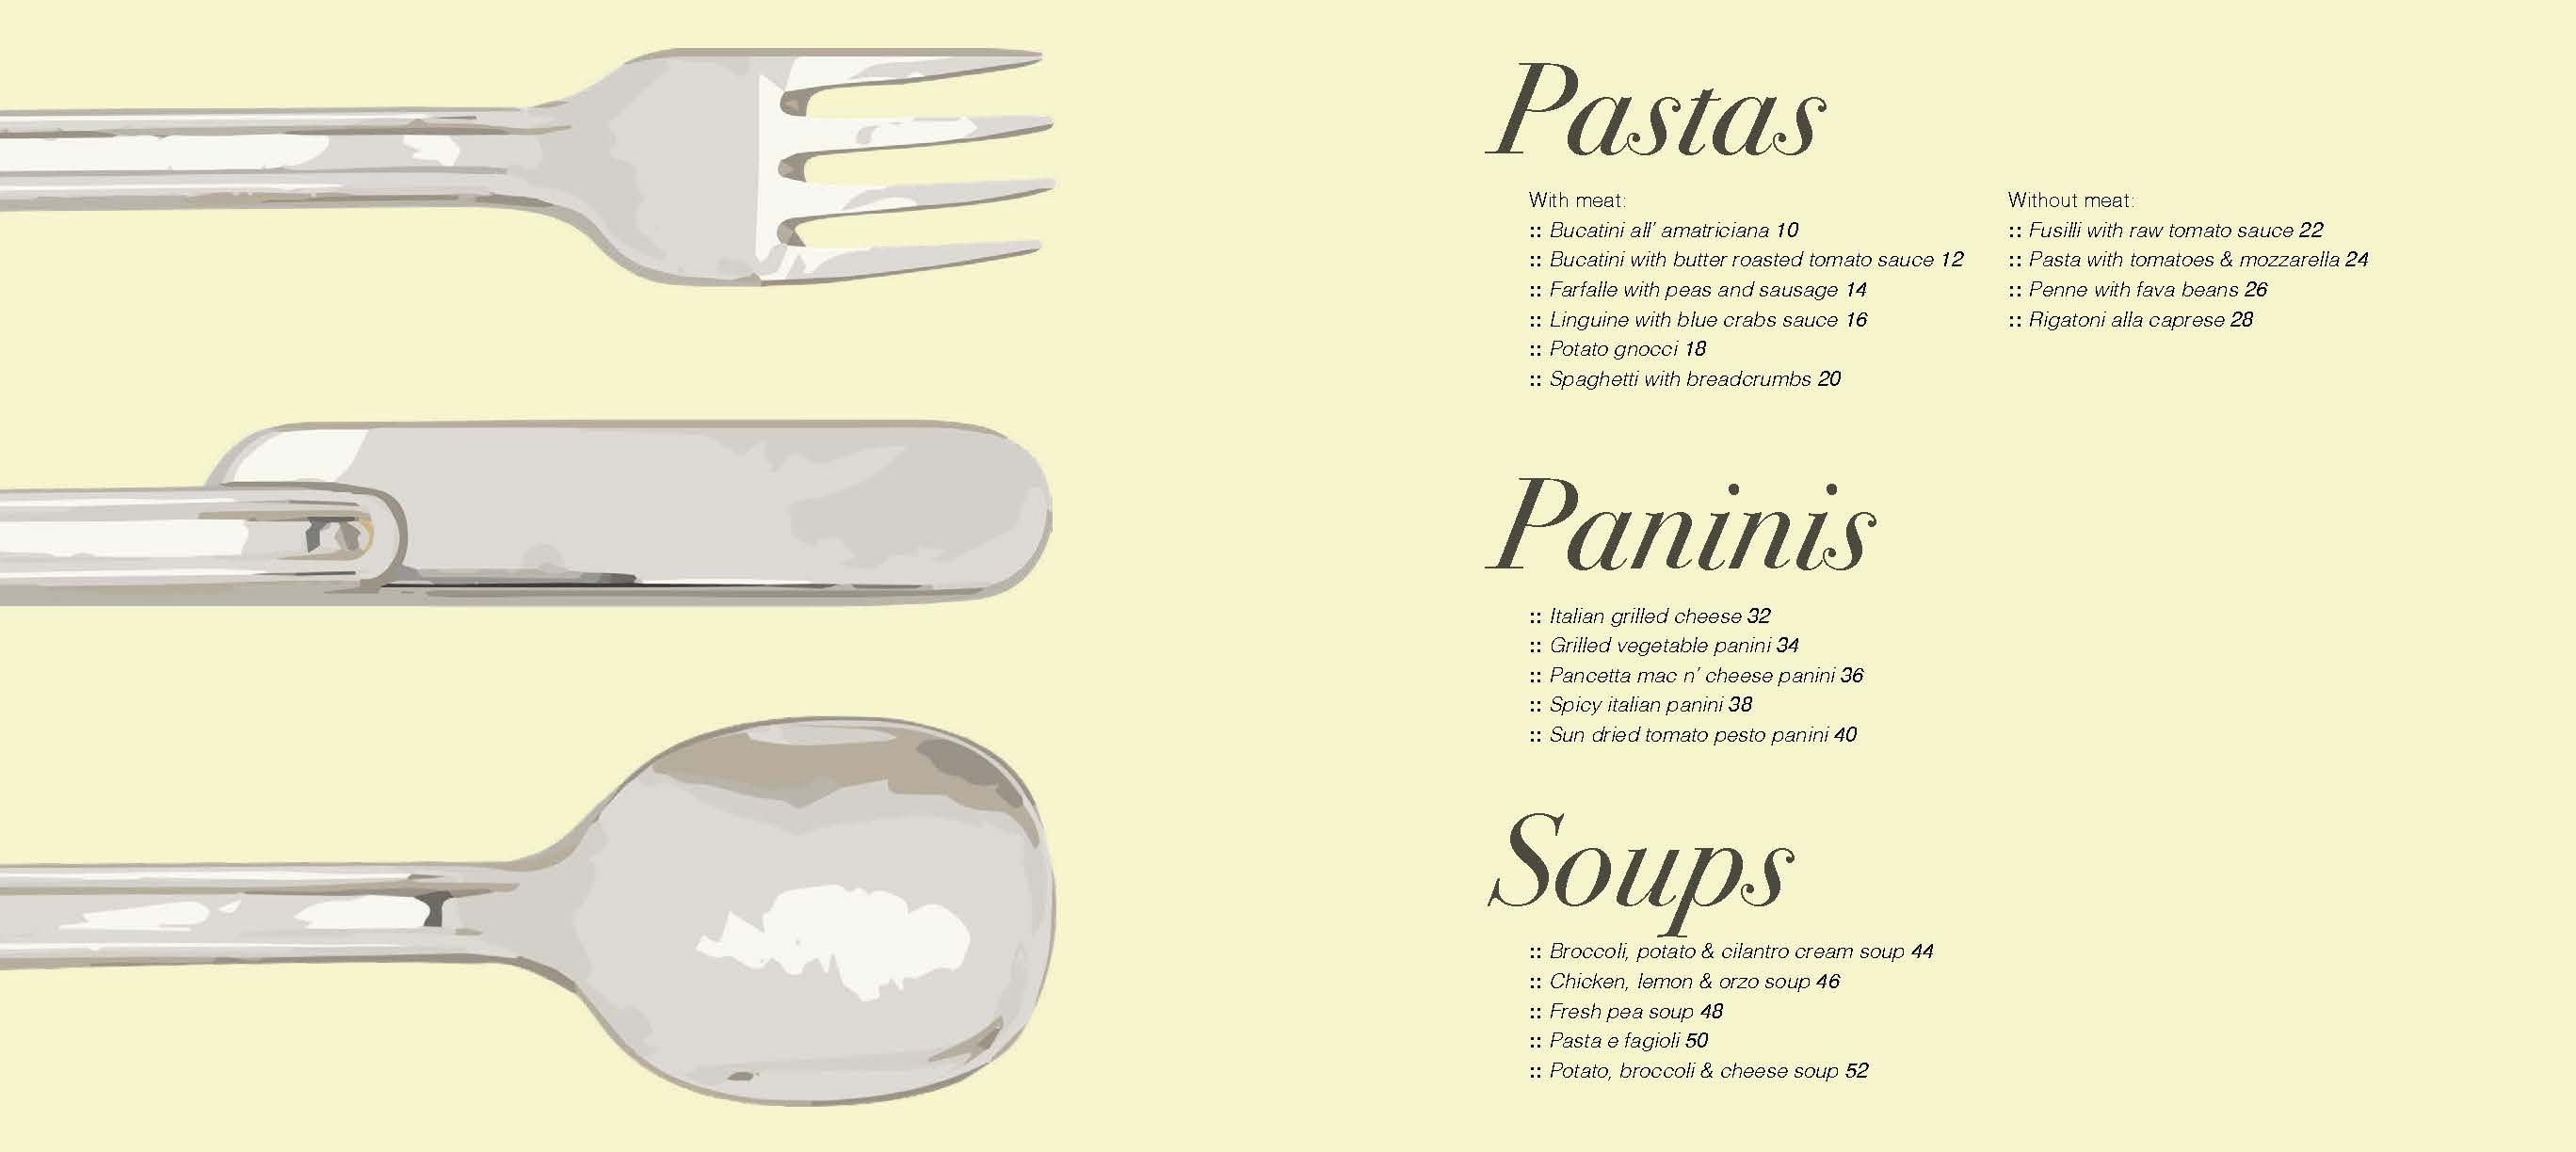 Pastas
With meat:
:: Bucatini all' amatriciana 10
:: Bucatini with butter roasted tomato sauce 12
:: Farfalle with peas and sausage 14
:: Linguine with blue crabs sauce 16
:: Potato gnocci 18
:: Spaghetti with breadcrumbs 20
Without meat:
:: Fusilli with raw tomato sauce 22
:: Pasta with tomatoes & mozzarella 24
:: Penne with fava beans 26
:: Rigatoni alla caprese 28
Paninis
:: Italian grilled cheese 32
:: Grilled vegetable panini 34
:: Pancetta mac n' cheese panini 36
:: Spicy italian panini 38
:: Sun dried tomato pesto panini 40
Soups
:: Broccoli, potato & cilantro cream soup 44
:: Chicken, lemon & orzo soup 46
:: Fresh pea soup 48
:: Pasta e fagioli 50
:: Potato, broccoli & cheese soup 52